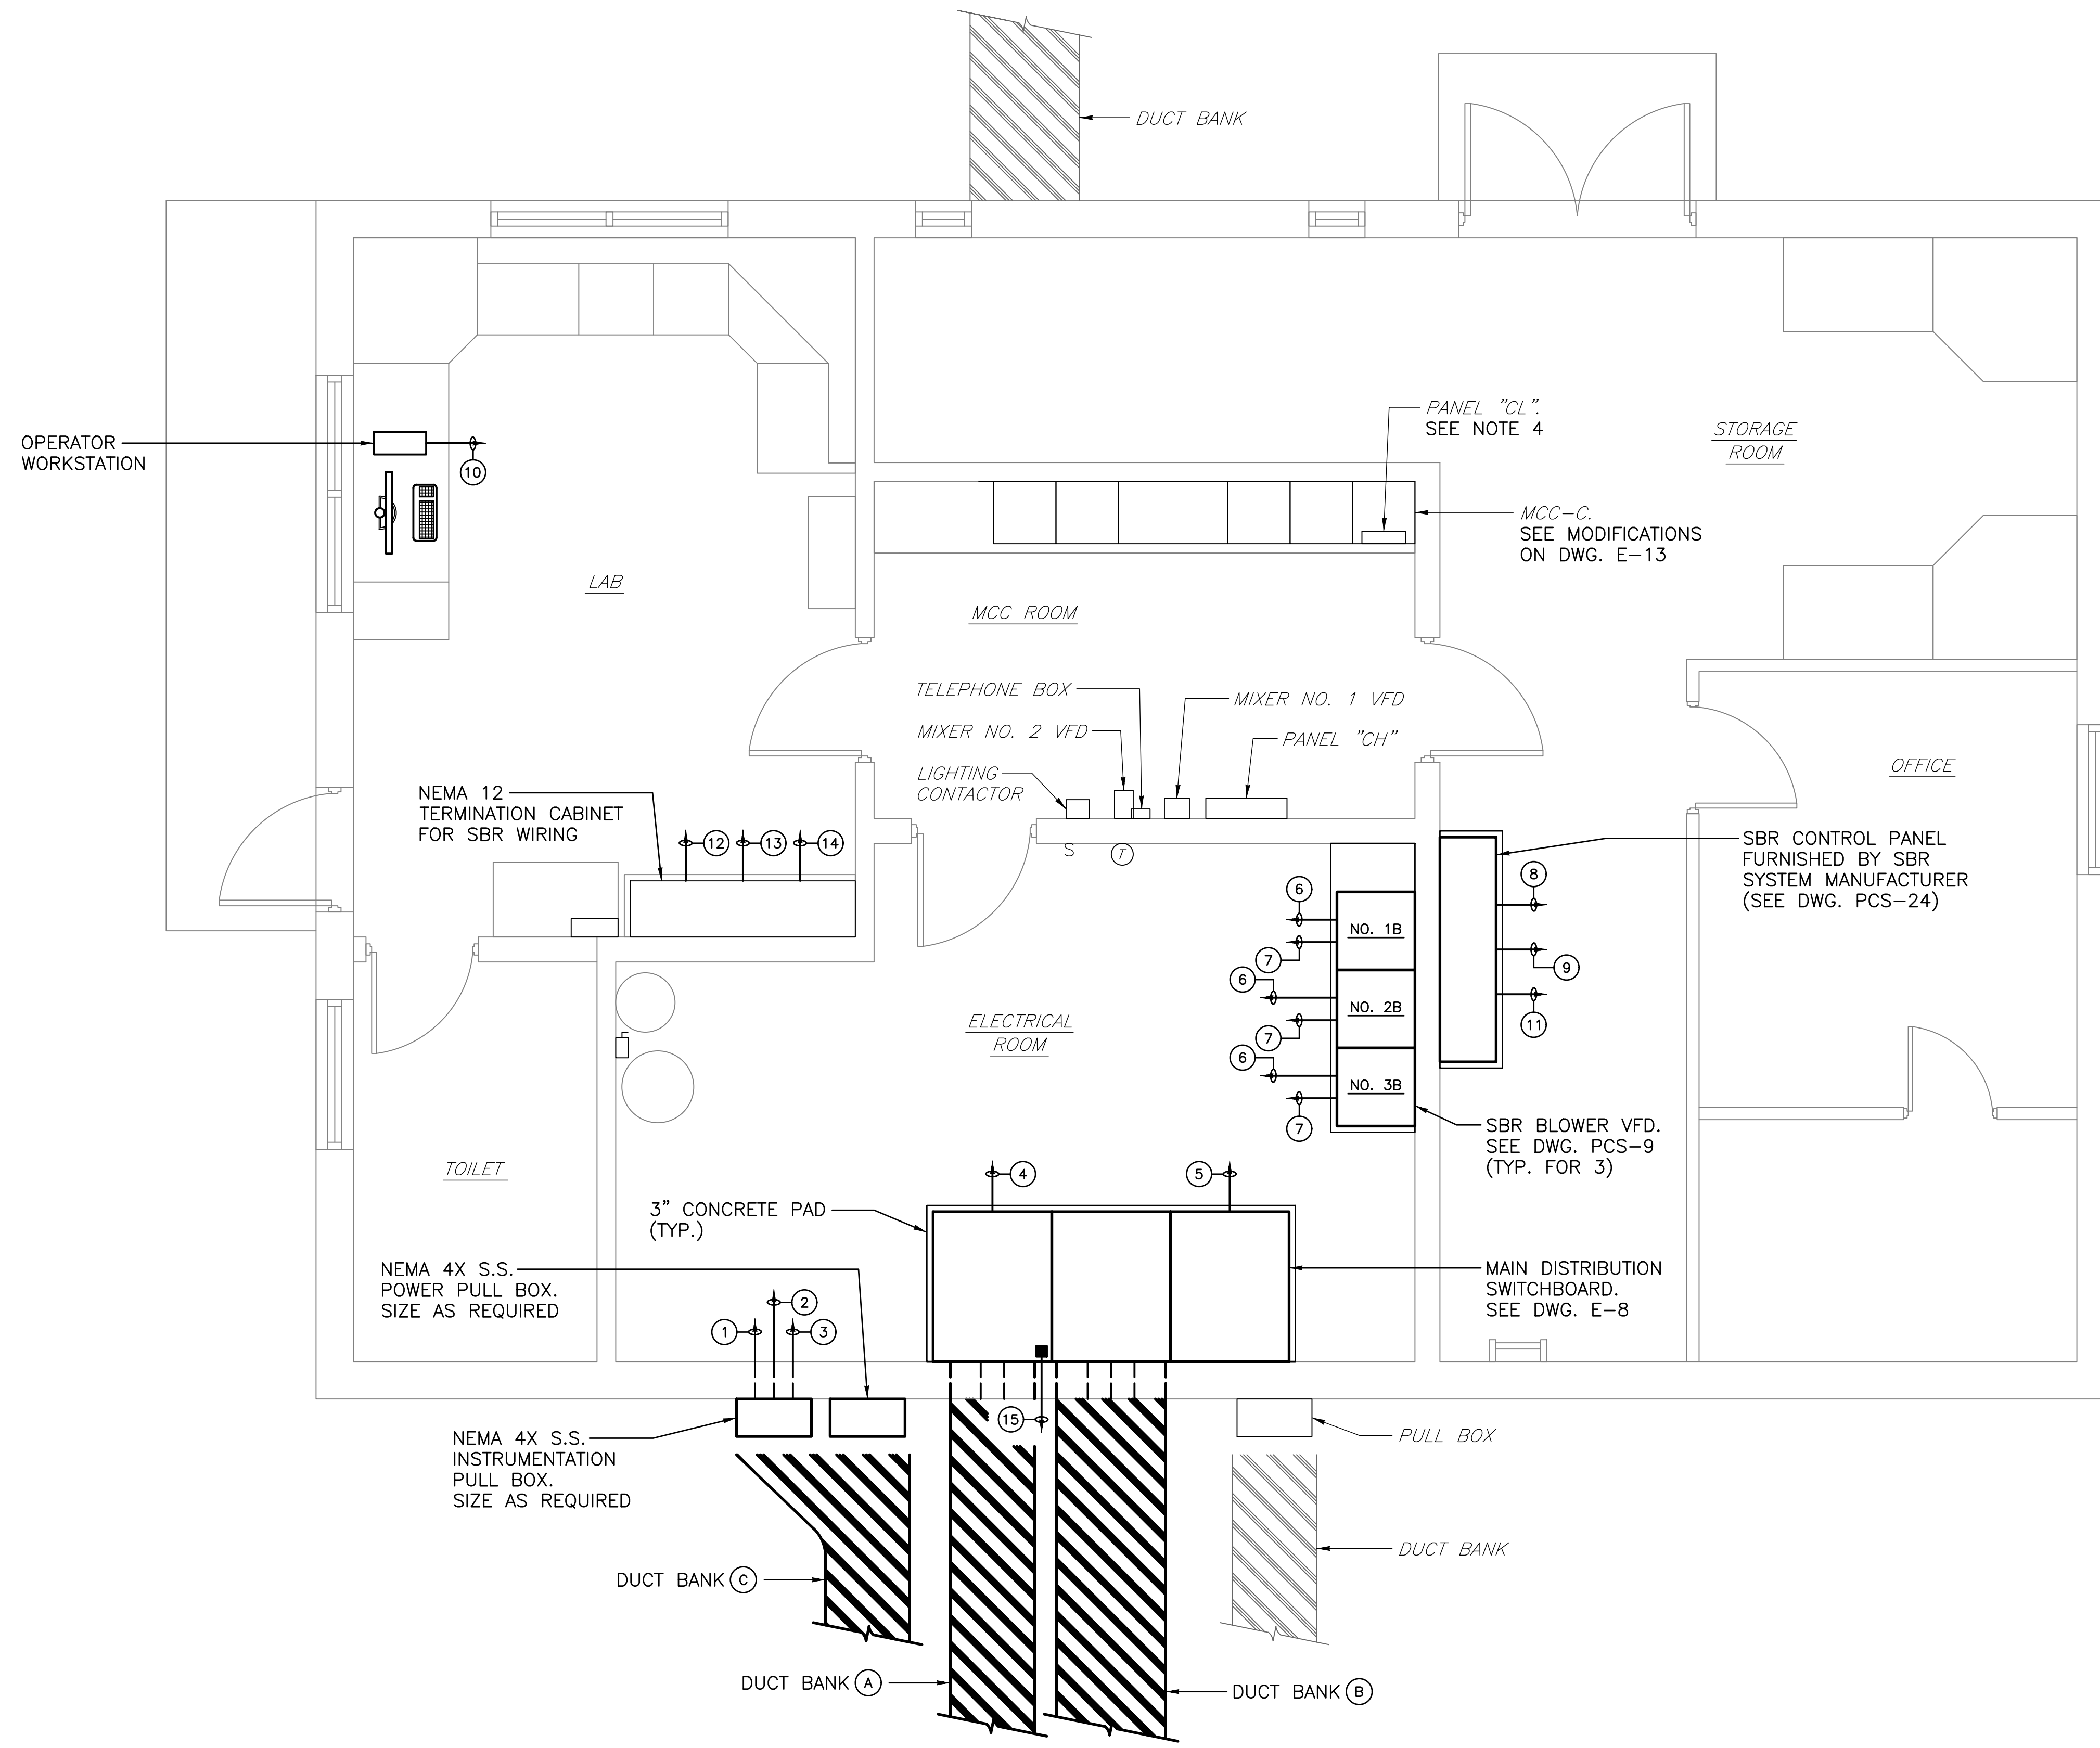 DUCT BANK
PANEL "CL".
SEE NOTE 4
STORAGE
ROOM
OPERATOR
WORKSTATION
10
MCC-C.
SEE MODIFICATIONS
ON DWG. E-13
LAB
MCC ROOM
TELEPHONE BOX
MIXER NO. 1 VFD
MIXER NO. 2 VFD
PANEL "CH"
LIGHTING
CONTACTOR
OFFICE
NEMA 12
TERMINATION CABINET
FOR SBR WIRING
12
13
14
S
T
SBR CONTROL PANEL
FURNISHED BY SBR
SYSTEM MANUFACTURER
(SEE DWG. PCS-24)
8
9
11
6
NO. 1B
7
6
NO. 2B
7
6
NO. 3B
7
ELECTRICAL
ROOM
SBR BLOWER VFD.
SEE DWG. PCS-9
(TYP. FOR 3)
TOILET
4
5
3" CONCRETE PAD
(TYP.)
NEMA 4X S.S.
POWER PULL BOX.
SIZE AS REQUIRED
MAIN DISTRIBUTION
SWITCHBOARD.
SEE DWG. E-8
1
2
3
15
NEMA 4X S.S.
INSTRUMENTATION
PULL BOX.
SIZE AS REQUIRED
PULL BOX
DUCT BANK
DUCT BANK C
DUCT BANK A
DUCT BANK B